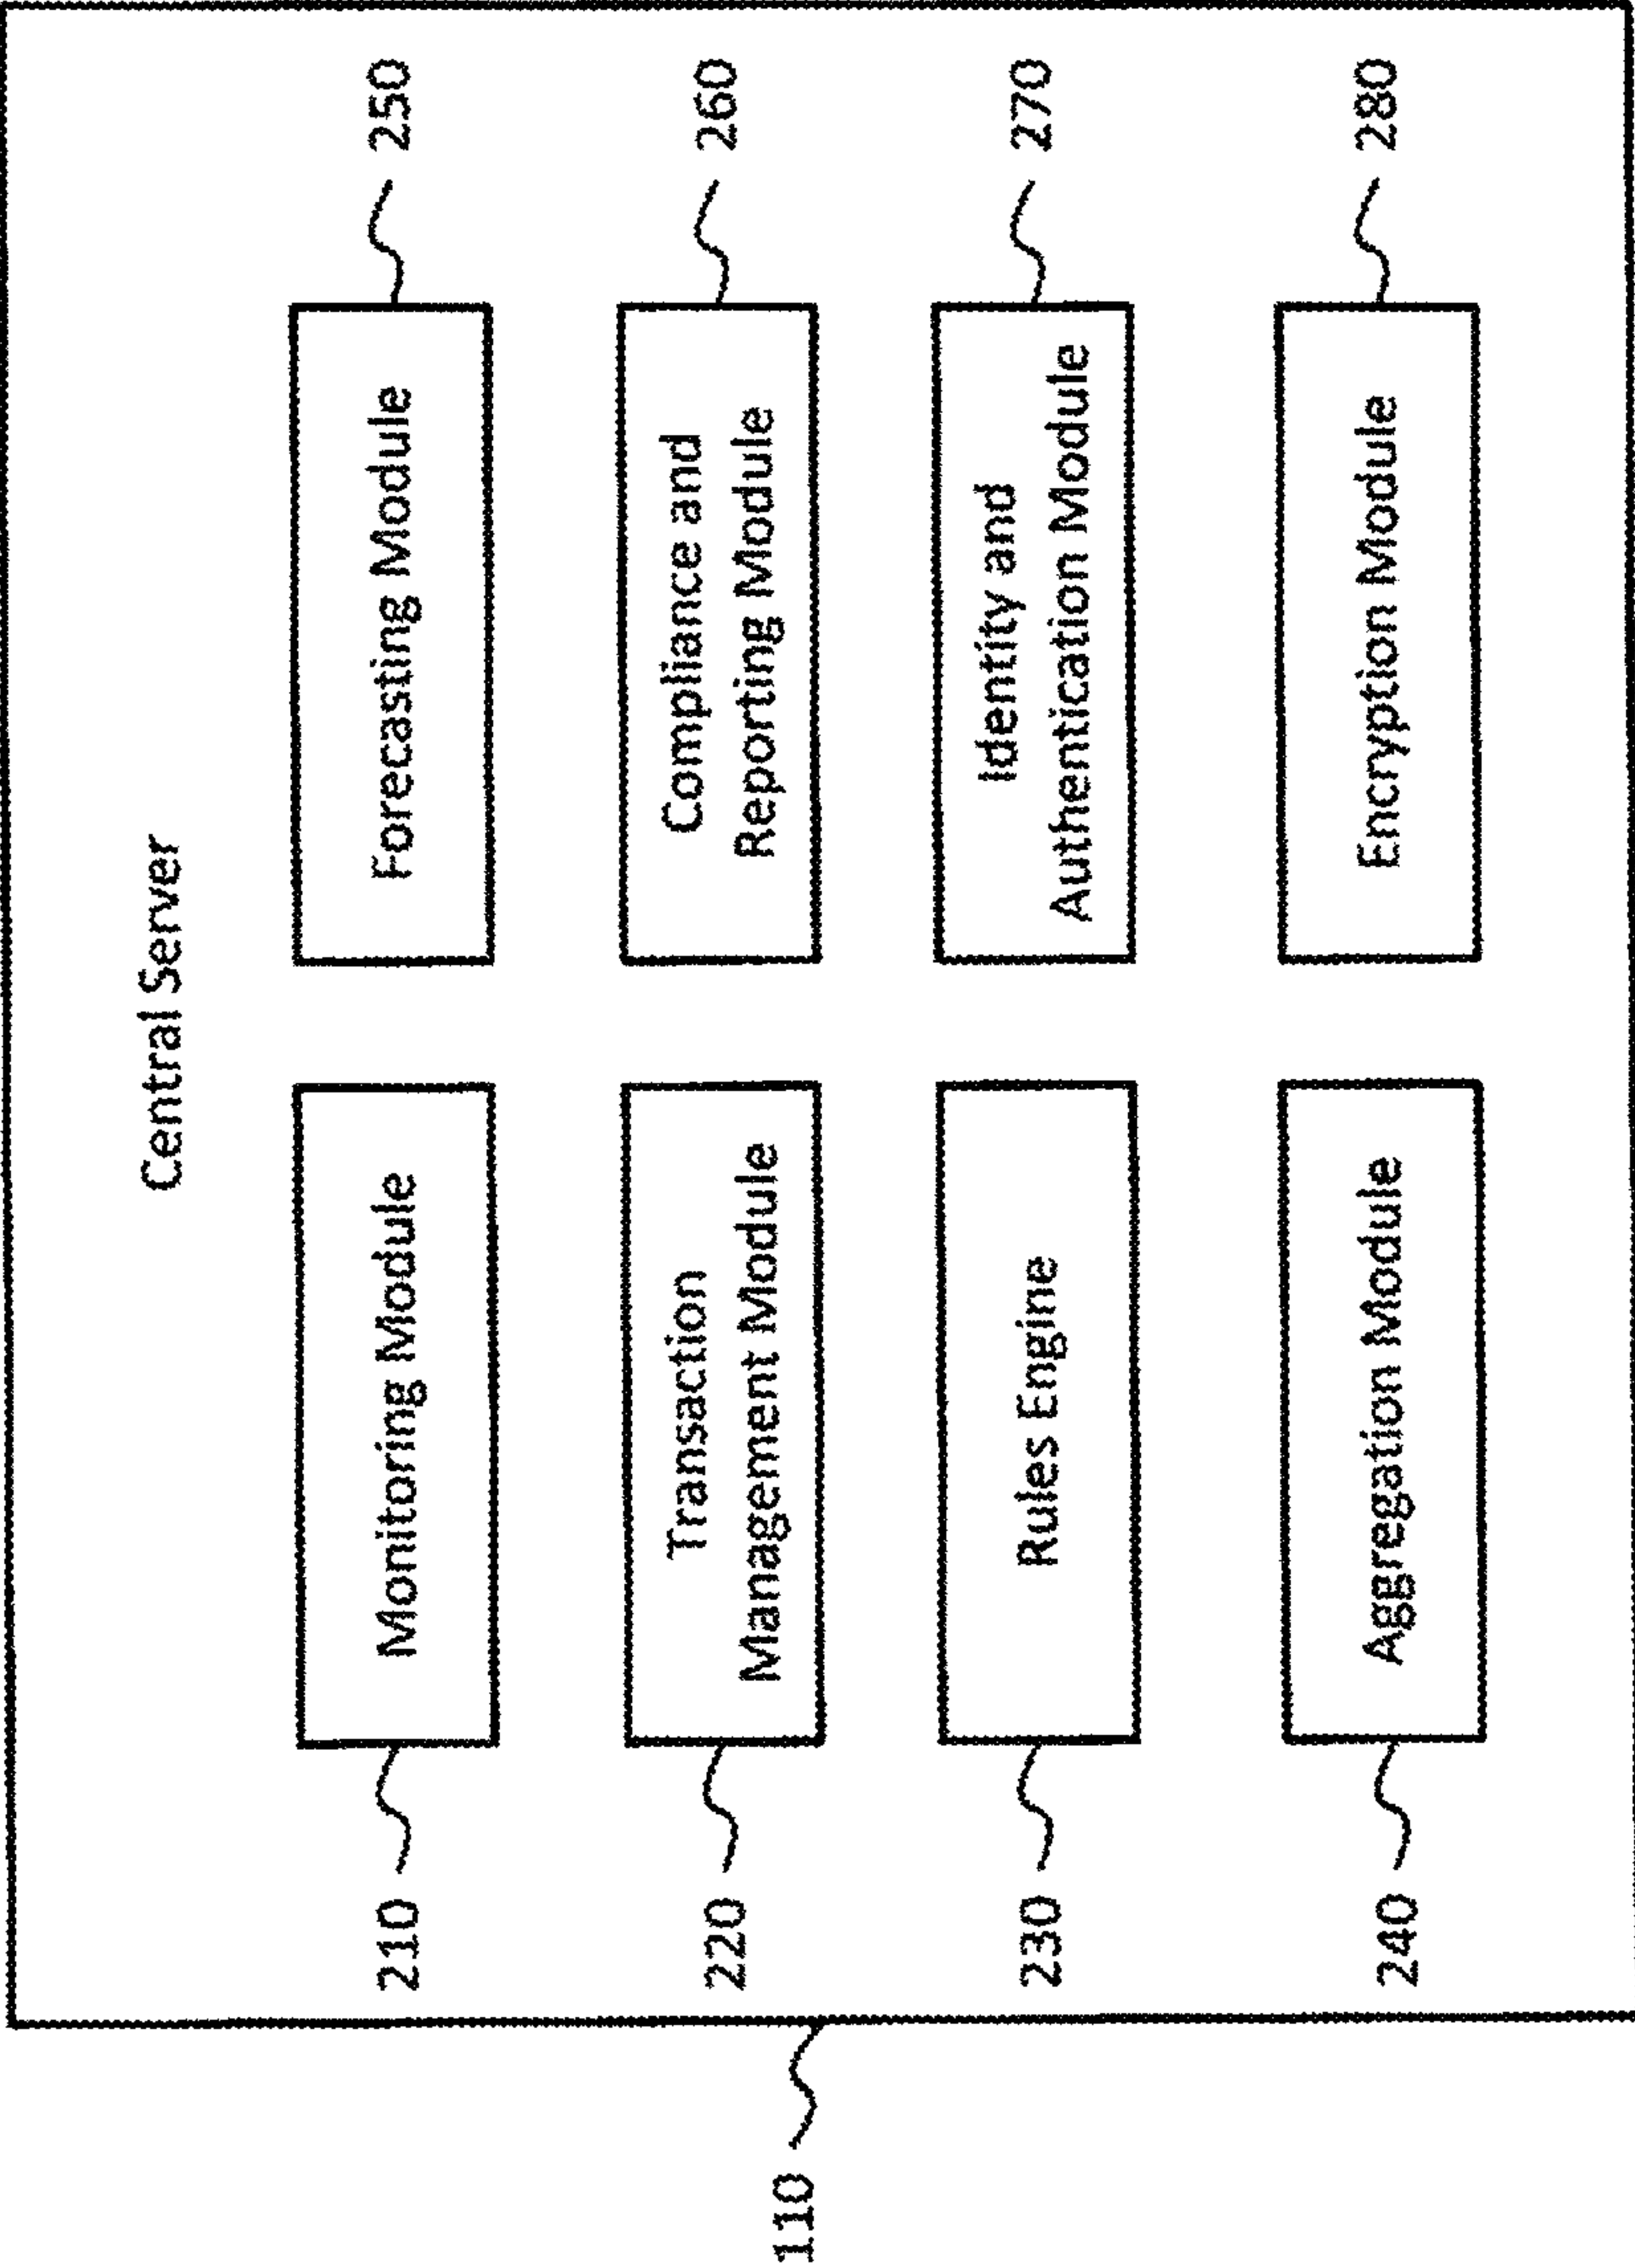 Central Server
110
210
Monitoring Module
Forecasting Module
250
220
Transaction
Management Module
Compliance and
Reporting Module
260
230
Rules Engine
Identity and
Authentication Module
270
240
Aggregation Module
Encryption Module
280